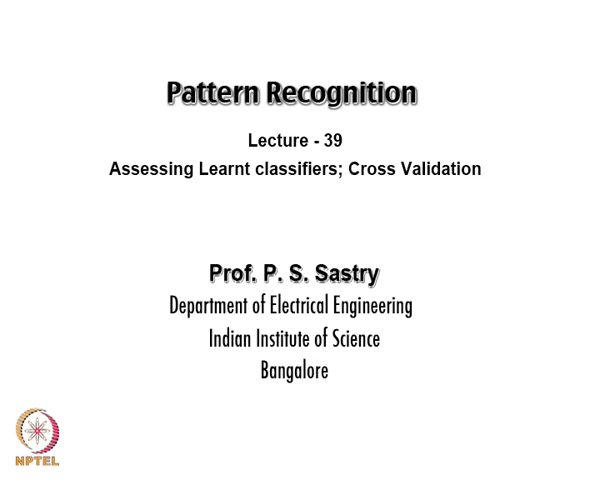 Pattern Recognition
Lecture - 39
Assessing Learnt classifiers; Cross Validation
Prof. P. S. Sastry
Department of Electrical Engineering
Indian Institute of Science
Bangalore
NPTEL